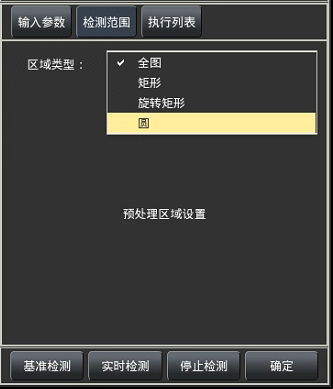 输入参数 检测范围 执行列表
区域类型： ✓ 全图
矩形
旋转矩形
圆
预处理区域设置
基准检测 实时检测 停止检测 确定